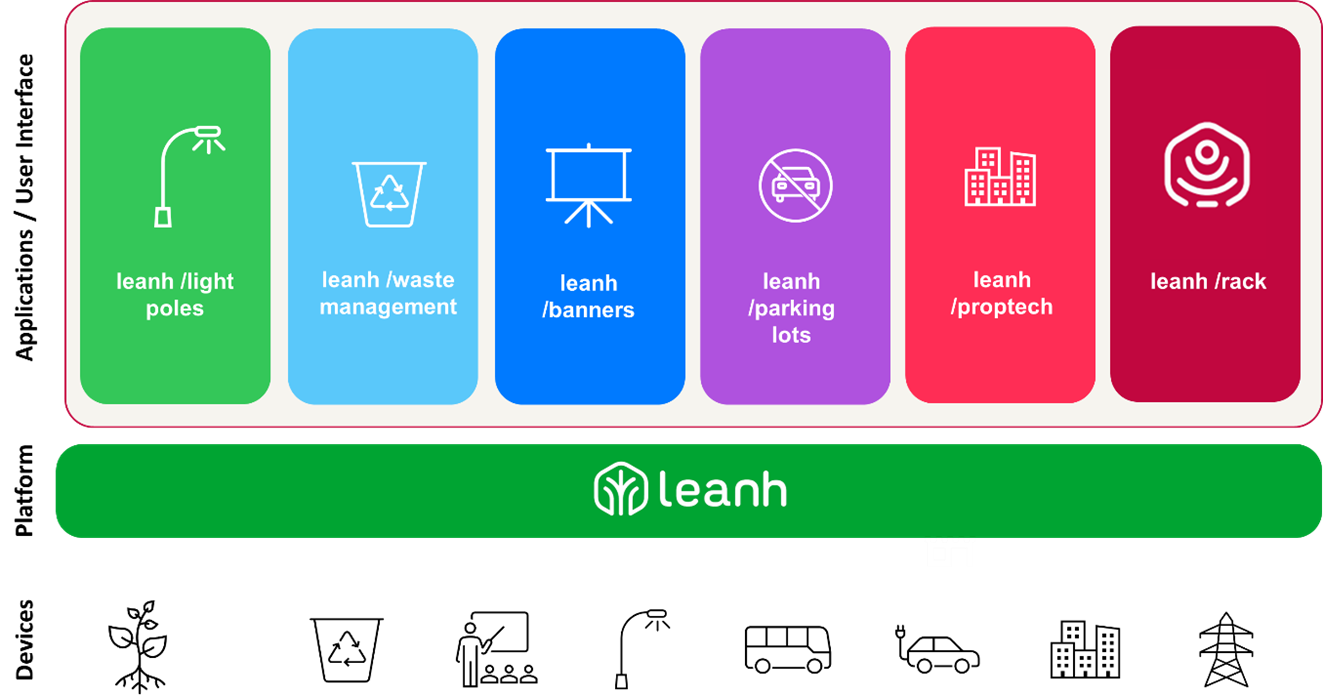 Applications / User Interface
leanh /light
poles
leanh /waste
management
leanh
/banners
leanh
/parking
lots
leanh
/proptech
leanh /rack
Platform
leanh
Devices